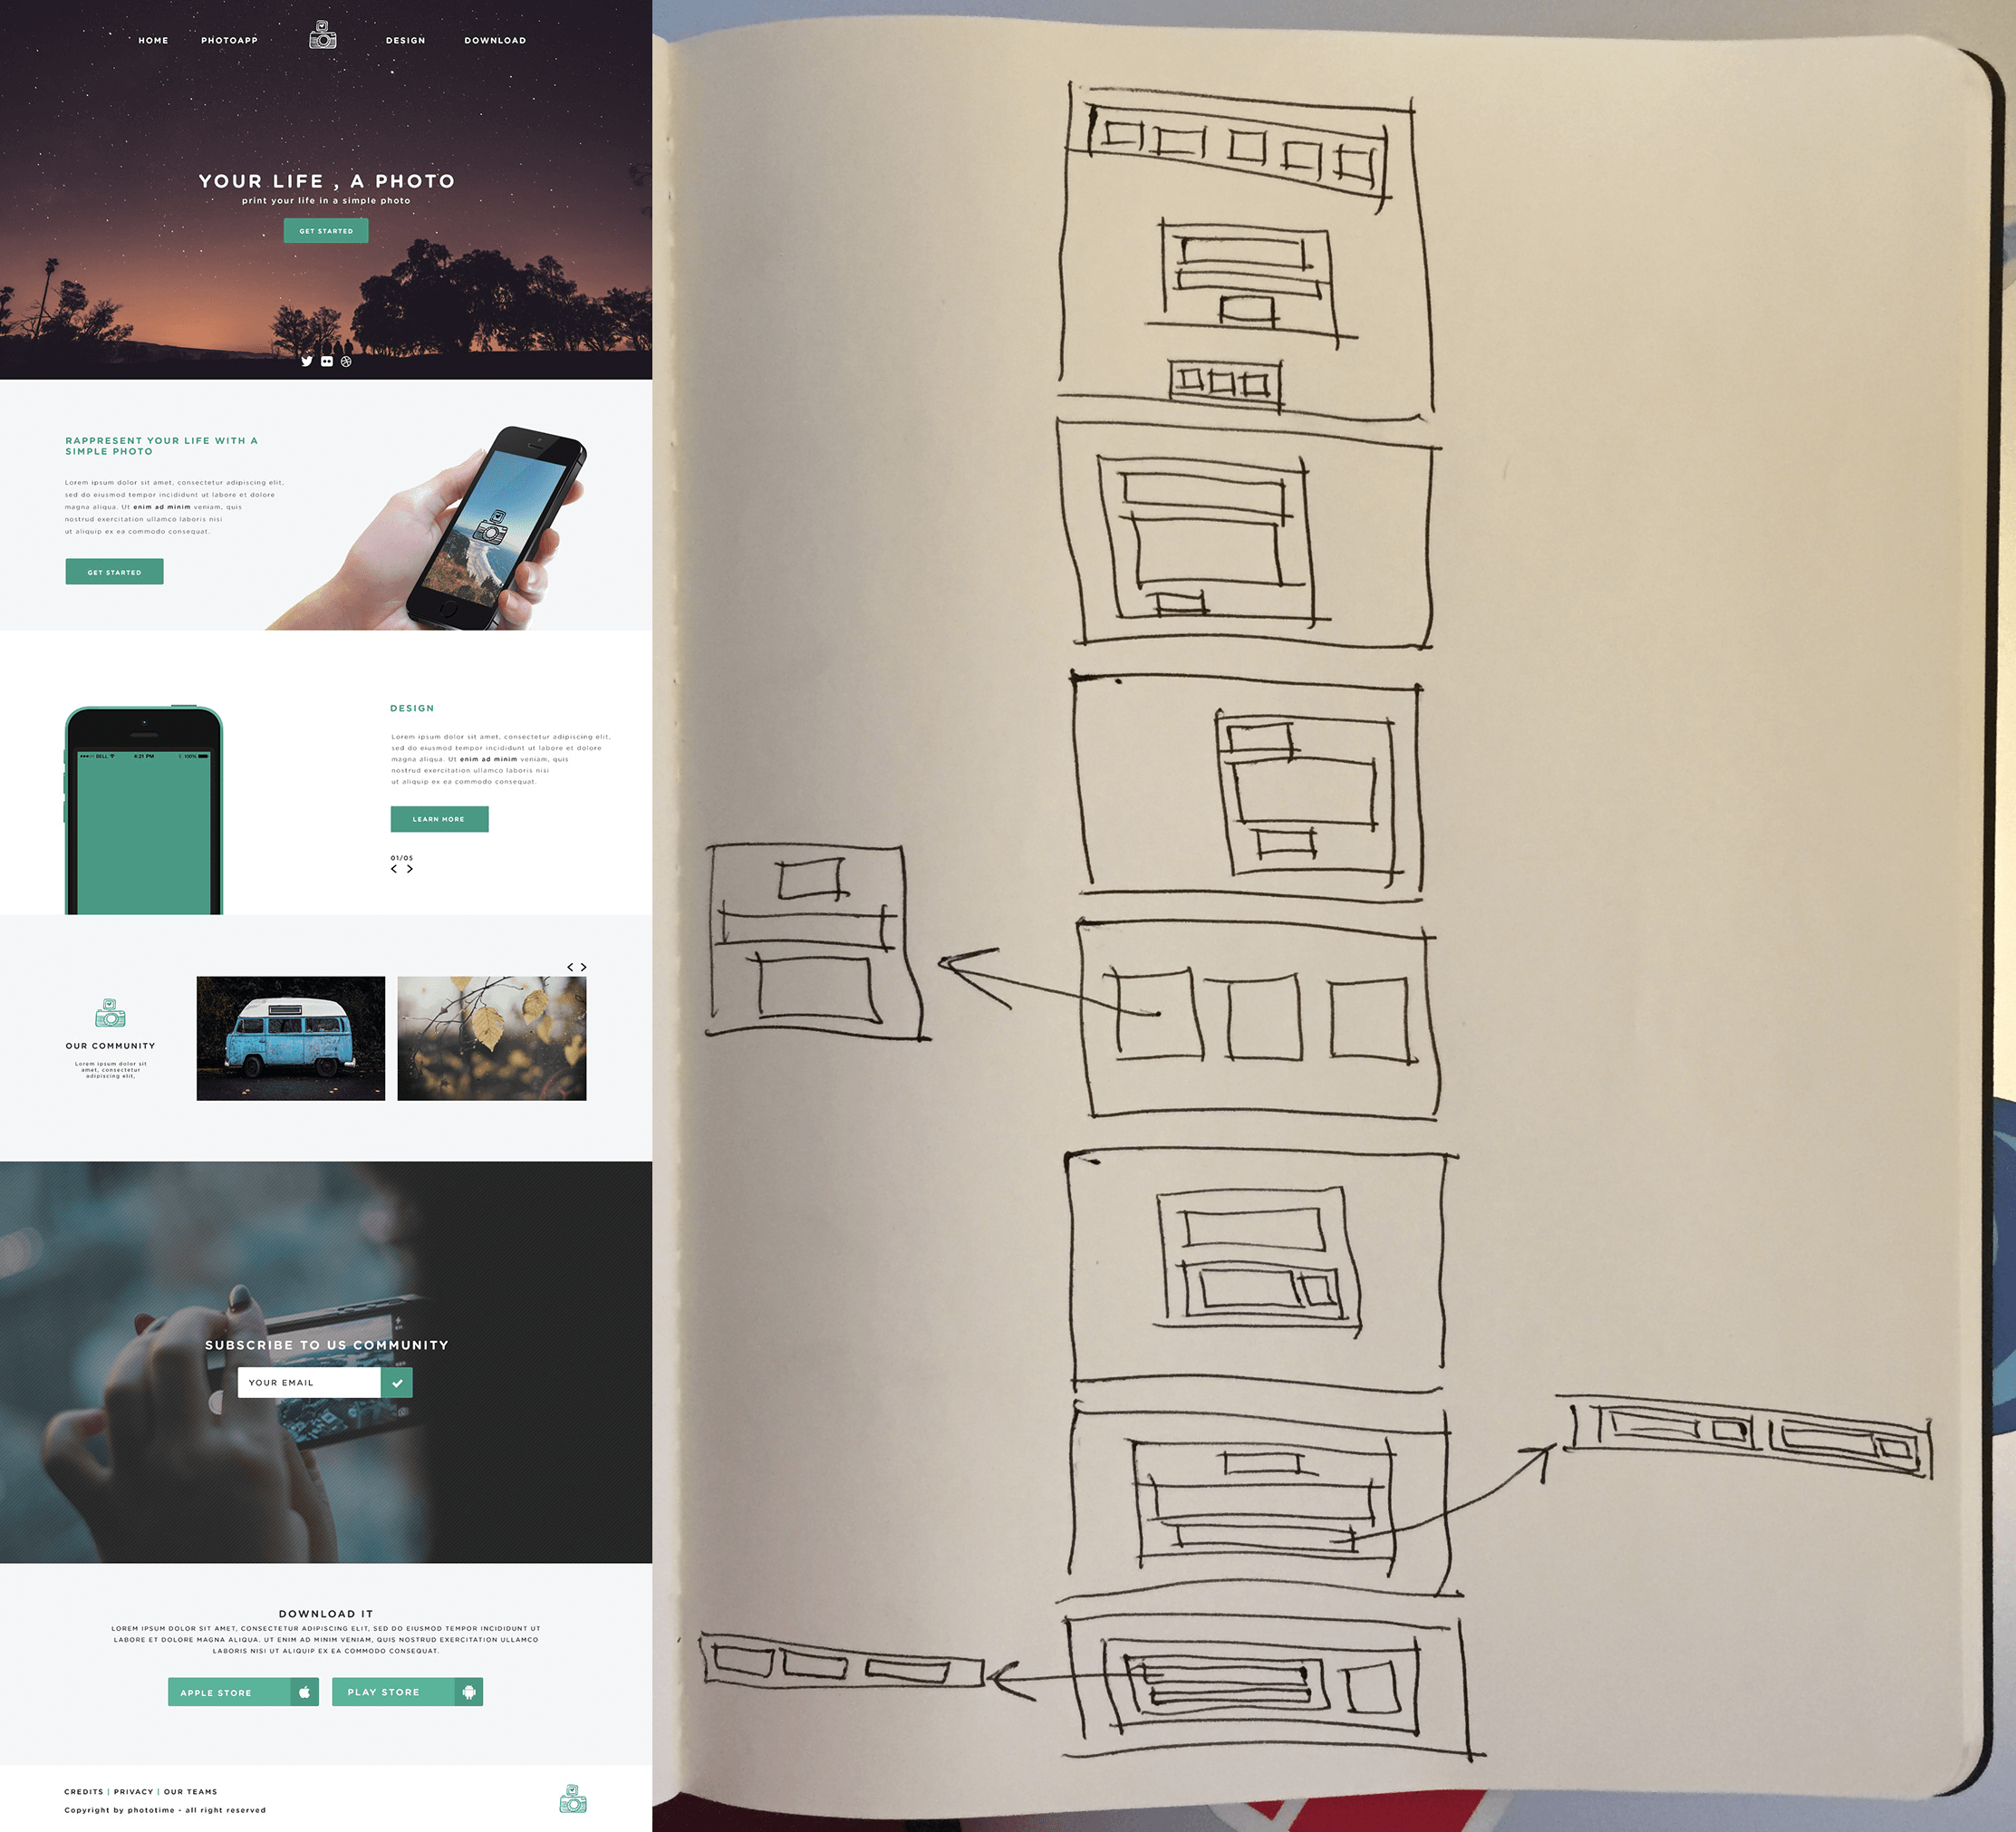 HOME PHOTOAPP DESIGN DOWNLOAD
YOUR LIFE , A PHOTO
print your life in a simple photo
GET STARTED
RAPPRESENT YOUR LIFE WITH A
SIMPLE PHOTO
Lorem ipsum dolor sit amet, consectetur adipiscing elit,
sed do eiusmod tempor incididunt ut labore et dolore
magna aliqua. Ut enim ad minim veniam, quis
nostrud exercitation ullamco laboris nisi
ut aliquip ex ea commodo consequat.
GET STARTED
BELL 4:21 PM 100%
DESIGN
Lorem ipsum dolor sit amet, consectetur adipiscing elit,
sed do eiusmod tempor incididunt ut labore et dolore
magna aliqua. Ut enim ad minim veniam, quis
nostrud exercitation ullamco laboris nisi
ut aliquip ex ea commodo consequat.
LEARN MORE
01/05
< >
< >
OUR COMMUNITY
Lorem ipsum dolor sit
amet, consectetur
adipiscing elit,
SUBSCRIBE TO US COMMUNITY
YOUR EMAIL
DOWNLOAD IT
LOREM IPSUM DOLOR SIT AMET, CONSECTETUR ADIPISCING ELIT, SED DO EIUSMOD TEMPOR INCIDIDUNT UT
LABORE ET DOLORE MAGNA ALIQUA. UT ENIM AD MINIM VENIAM, QUIS NOSTRUD EXERCITATION ULLAMCO
LABORIS NISI UT ALIQUIP EX EA COMMODO CONSEQUAT.
APPLE STORE
PLAY STORE
CREDITS | PRIVACY | OUR TEAMS
Copyright by phototime - all right reserved